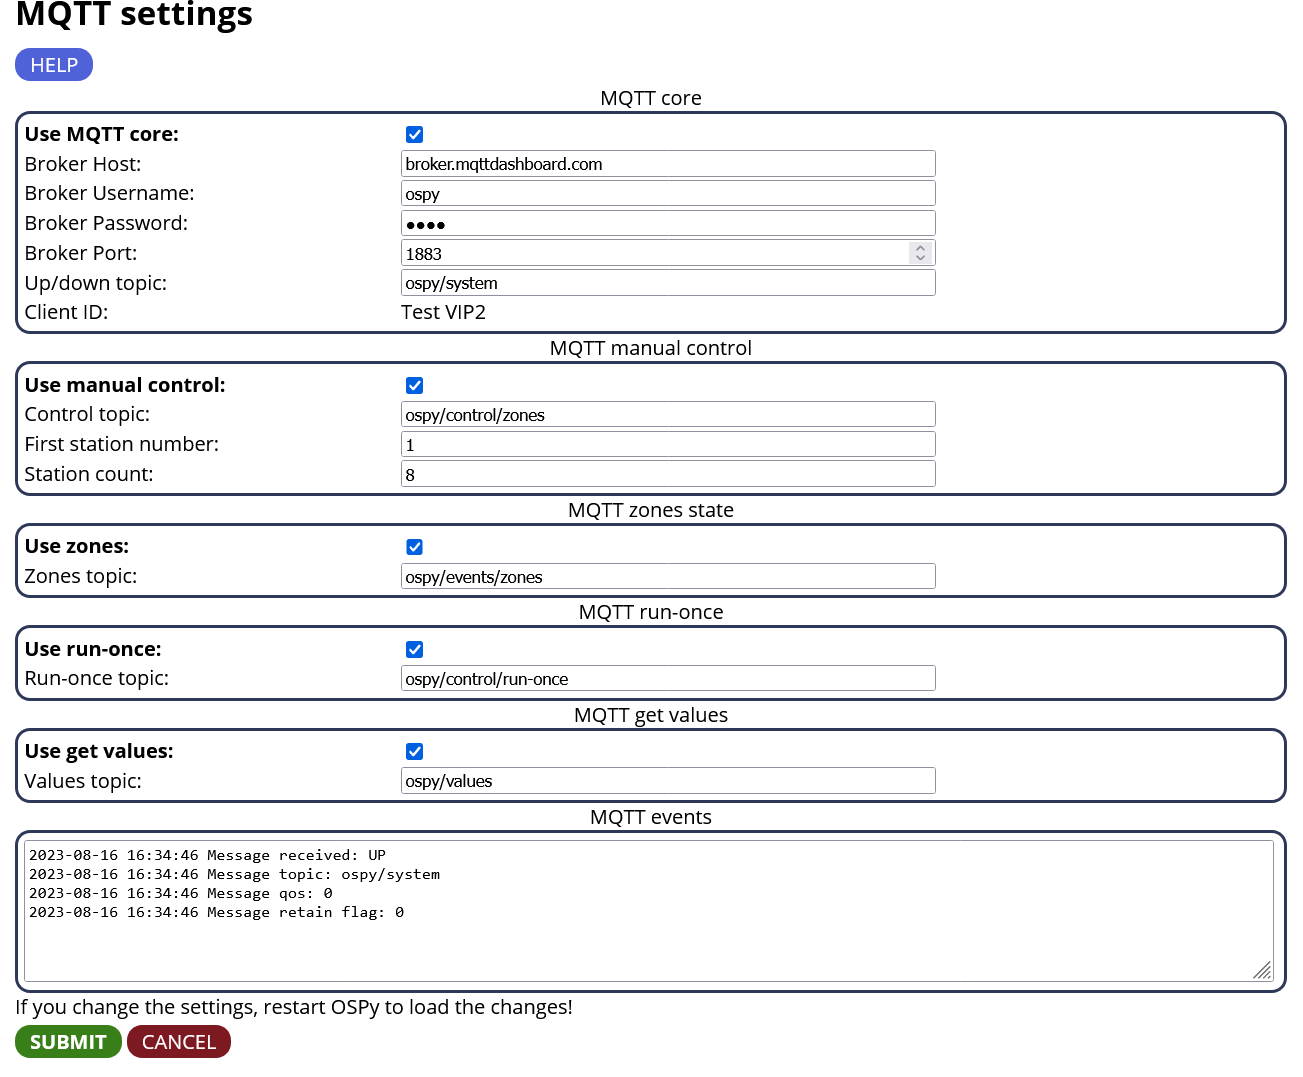 MQTT settings
HELP
MQTT core
Use MQTT core:
Broker Host: broker.mqttdashboard.com
Broker Username: ospy
Broker Password: ●●●●
Broker Port: 1883
Up/down topic: ospy/system
Client ID: Test VIP2
MQTT manual control
Use manual control:
Control topic: ospy/control/zones
First station number: 1
Station count: 8
MQTT zones state
Use zones:
Zones topic: ospy/events/zones
MQTT run-once
Use run-once:
Run-once topic: ospy/control/run-once
MQTT get values
Use get values:
Values topic: ospy/values
MQTT events
2023-08-16 16:34:46 Message received: UP
2023-08-16 16:34:46 Message topic: ospy/system
2023-08-16 16:34:46 Message qos: 0
2023-08-16 16:34:46 Message retain flag: 0
If you change the settings, restart OSPy to load the changes!
SUBMIT CANCEL